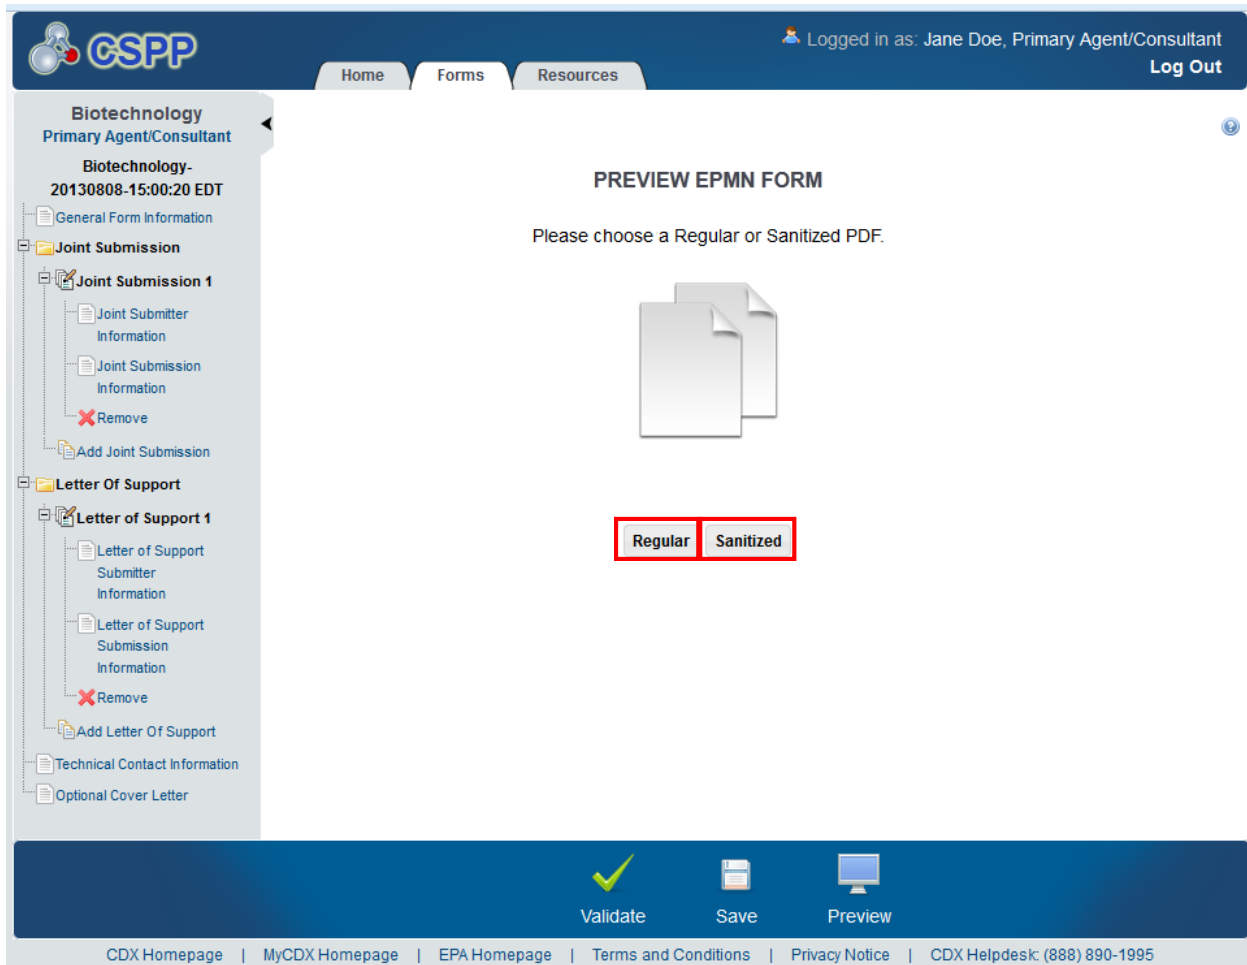 CSPP
Logged in as: Jane Doe, Primary Agent/Consultant
Log Out
Home
Forms
Resources
Biotechnology
Primary Agent/Consultant
Biotechnology-
20130808-15:00:20 EDT
General Form Information
Joint Submission
Joint Submission 1
Joint Submitter
Information
Joint Submission
Information
Remove
Add Joint Submission
Letter Of Support
Letter of Support 1
Letter of Support
Submitter
Information
Letter of Support
Submission
Information
Remove
Add Letter Of Support
Technical Contact Information
Optional Cover Letter
PREVIEW EPMN FORM
Please choose a Regular or Sanitized PDF.
Regular
Sanitized
Validate
Save
Preview
CDX Homepage | MyCDX Homepage | EPA Homepage | Terms and Conditions | Privacy Notice | CDX Helpdesk: (888) 890-1995